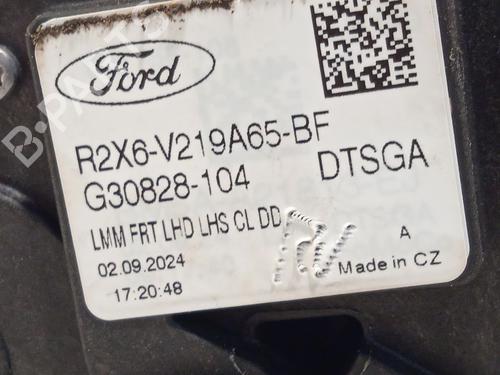 Ford
R2X6-V219A65-BF
G30828-104
DTSGA
LMM FRT LHD LHS CL DD
A
02.09.2024
Made in CZ
17:20:48
B-PARTS